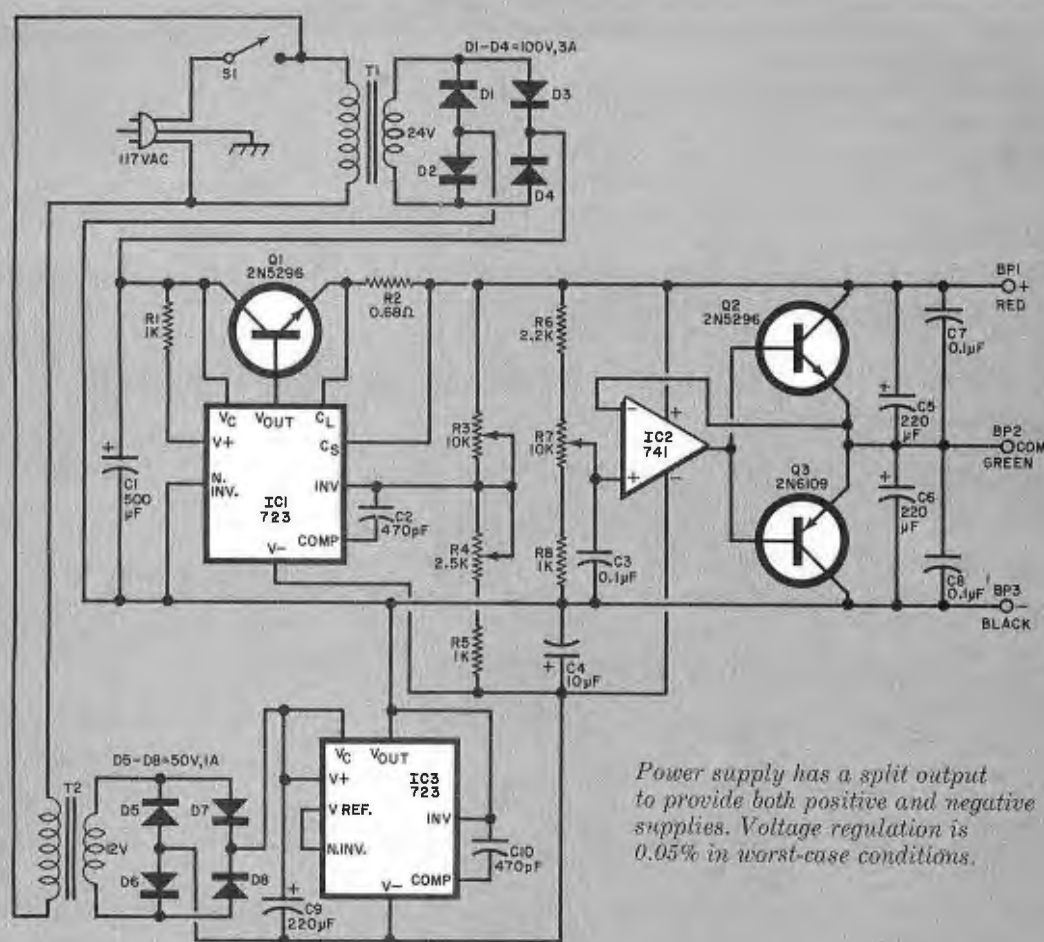 D1-D4=100V,3A
S1
T1
D1
D3
24V
117VAC
D2
D4
Q1
2N5296
R2
0.68Ω
R1
1K
Q2
2N5296
BP1
+
RED
R6
2.2K
C7
0.1µF
VC
VOUT
CL
V+
CS
R3
10K
R7
10K
-
+
IC2
741
+
-
+
C5
220
µF
BP2
COM
GREEN
+
C1
500
µF
N.
INV.
INV
IC1
723
C2
470pF
COMP
V-
Q3
2N6109
+
C6
220
µF
R4
2.5K
R8
1K
C3
0.1µF
C8
0.1µF
BP3
-
BLACK
R5
1K
+
C4
10µF
D5-D8=50V,1A
T2
D5
D7
12V
D6
D8
VC
VOUT
V+
IC3
723
V REF.
INV
N.INV.
C10
470pF
COMP
V-
+
C9
220µF
Power supply has a split output
to provide both positive and negative
supplies. Voltage regulation is
0.05% in worst-case conditions.